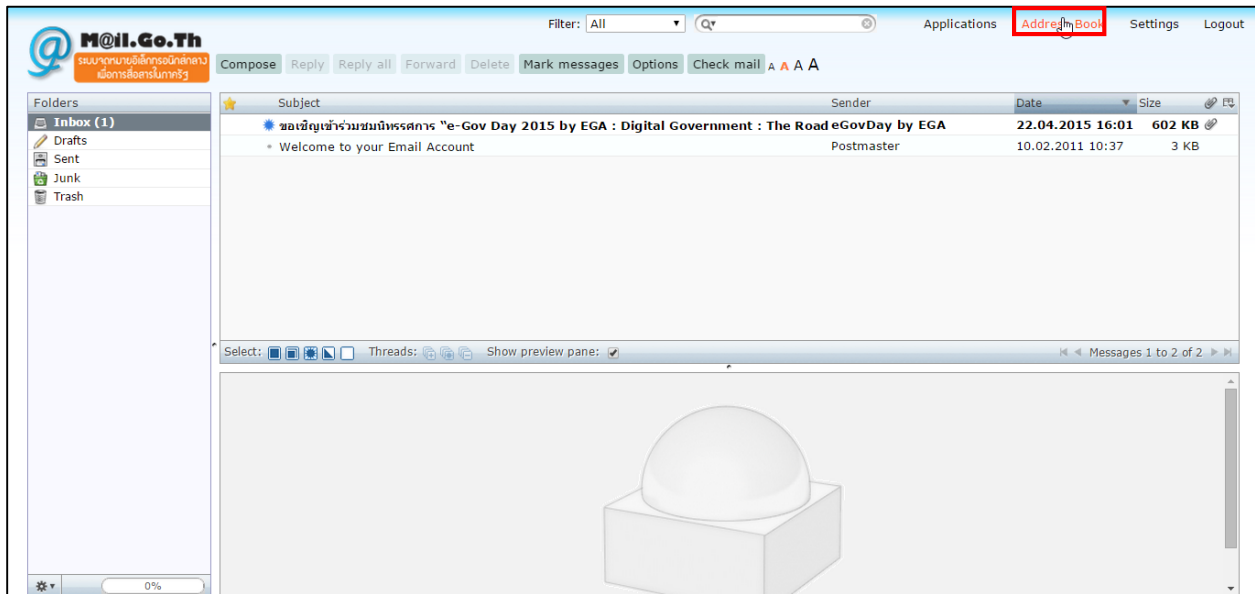 Filter: All Applications Address Book Settings Logout
M@il.Go.Th
ระบบจดหมายอิเล็กทรอนิกส์กลาง
เพื่อการสื่อสารในภาครัฐ
Compose Reply Reply all Forward Delete Mark messages Options Check mail A A A A
Folders
Inbox (1)
Drafts
Sent
Junk
Trash
Subject Sender Date Size
ขอเชิญเข้าร่วมชมนิทรรศการ "e-Gov Day 2015 by EGA : Digital Government : The Road eGovDay by EGA 22.04.2015 16:01 602 KB
Welcome to your Email Account Postmaster 10.02.2011 10:37 3 KB
Select: Threads: Show preview pane: Messages 1 to 2 of 2
0%